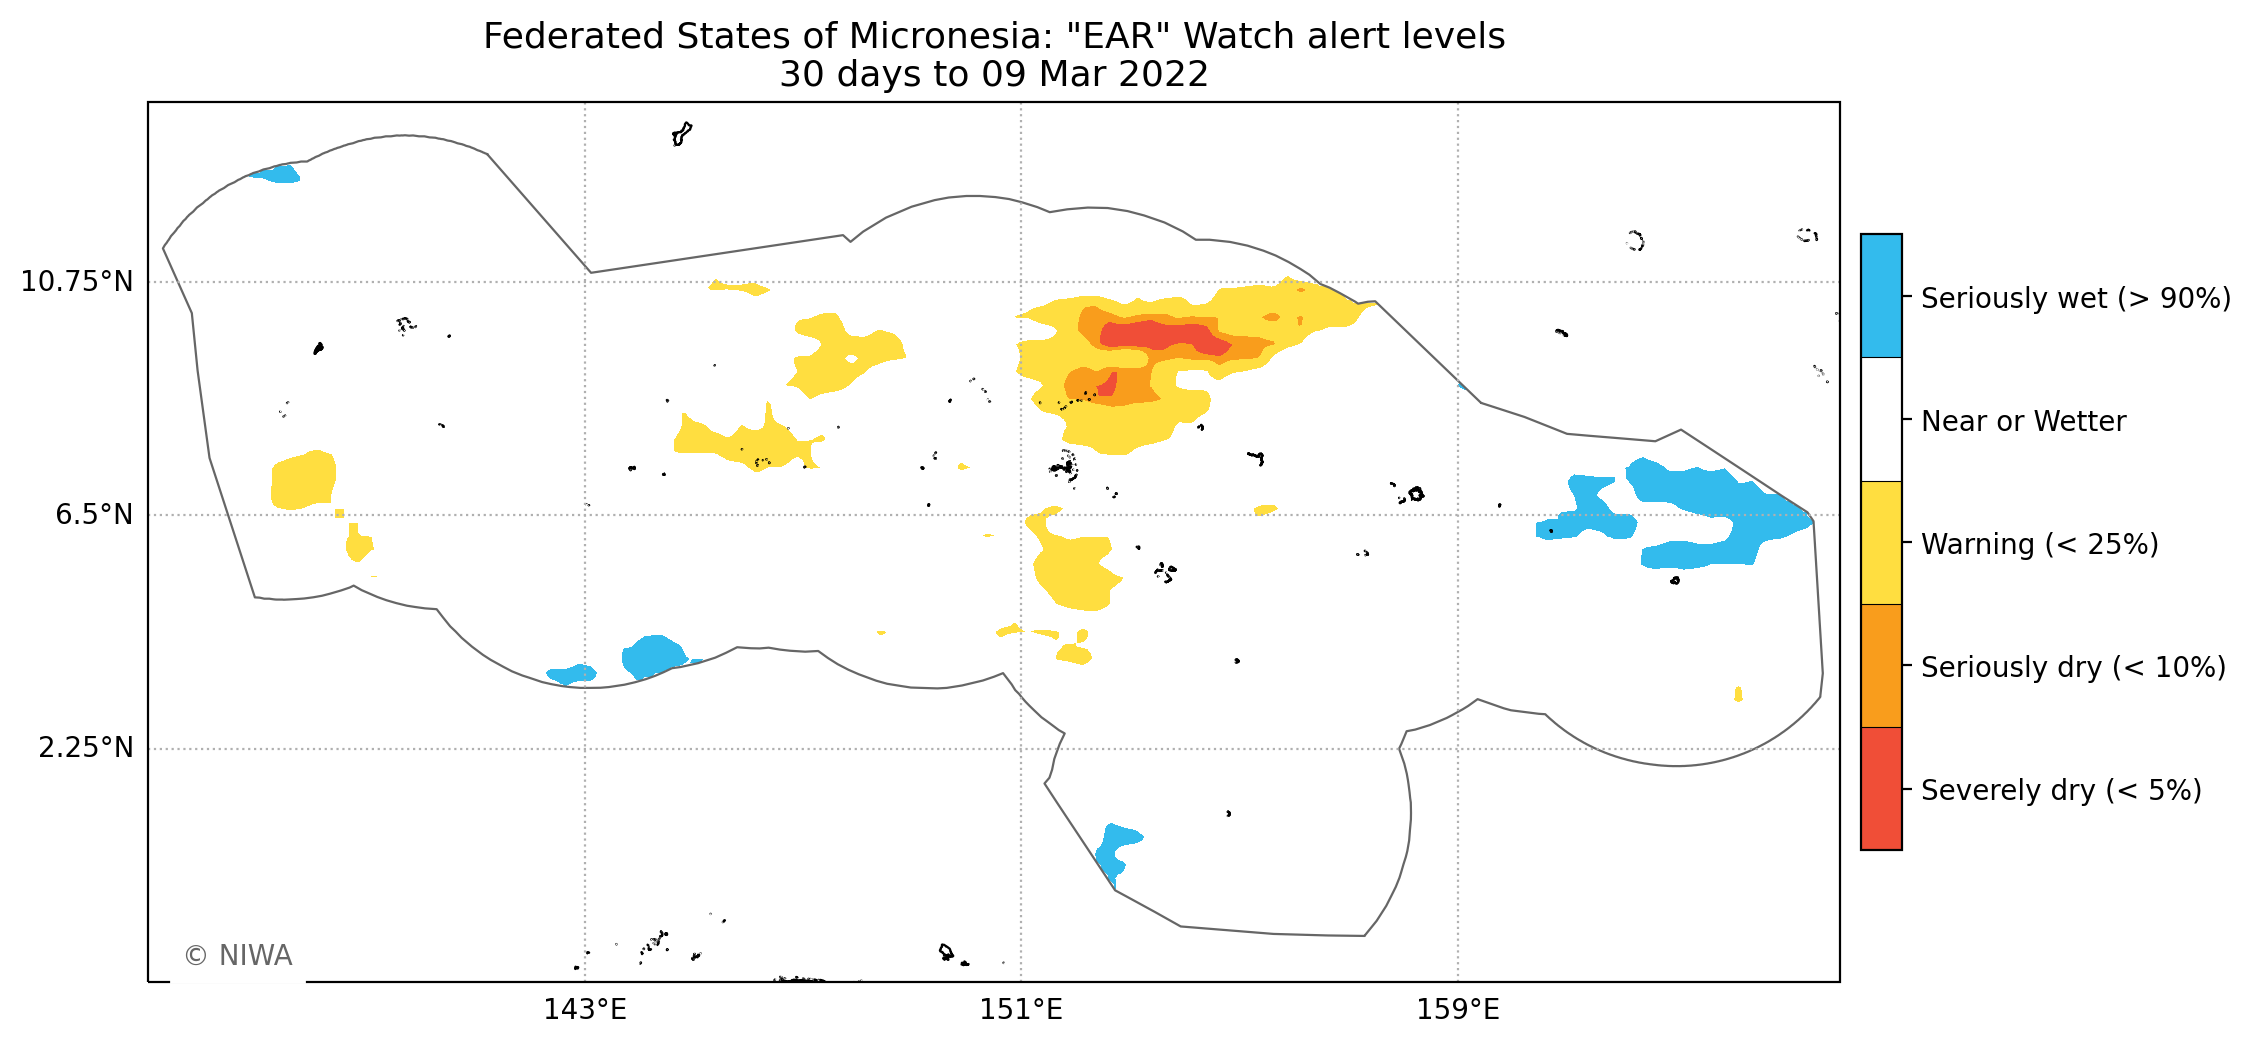 Federated States of Micronesia: "EAR" Watch alert levels
30 days to 09 Mar 2022
10.75°N
6.5°N
2.25°N
143°E
151°E
159°E
Seriously wet (> 90%)
Near or Wetter
Warning (< 25%)
Seriously dry (< 10%)
Severely dry (< 5%)
© NIWA